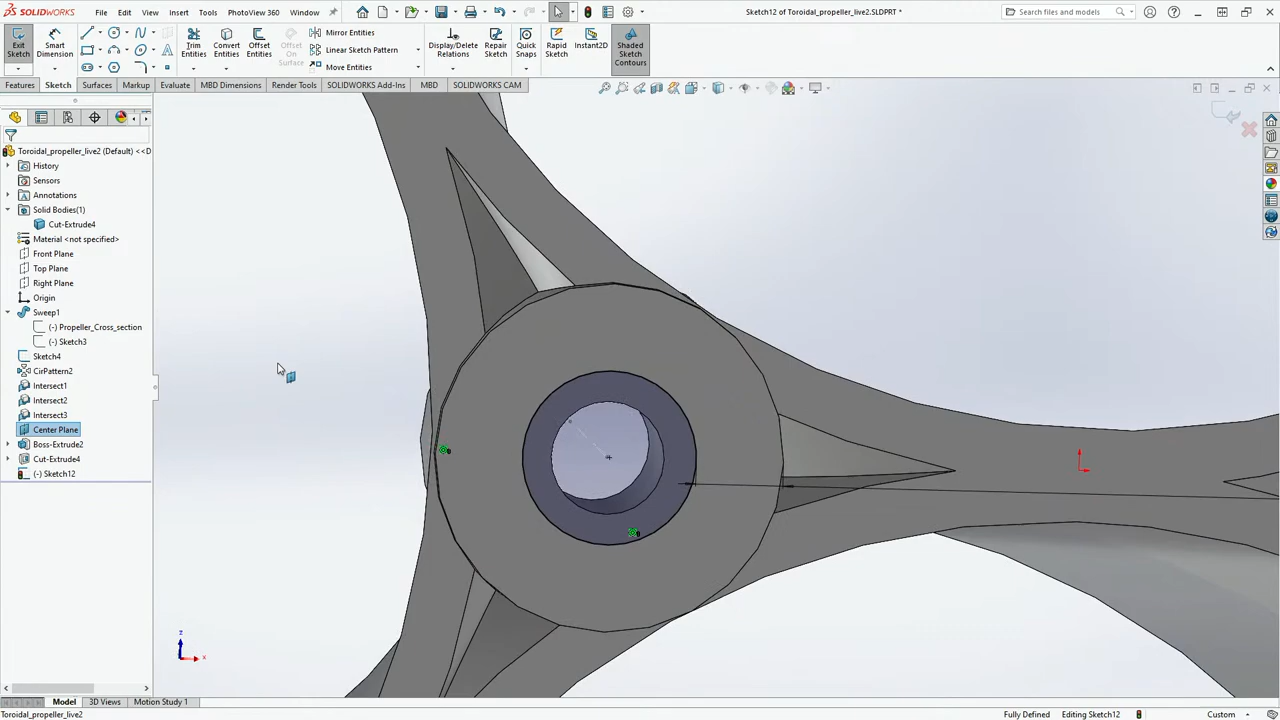 SOLIDWORKS File Edit View Insert Tools PhotoView 360 Window Sketch12 of Toroidal_propeller_live2.SLDPRT * Search files and models
Exit Sketch Smart Dimension Trim Entities Convert Entities Offset Entities Offset On Surface Mirror Entities Linear Sketch Pattern Move Entities Display/Delete Relations Repair Sketch Quick Snaps Rapid Sketch Instant2D Shaded Sketch Contours
Features Sketch Surfaces Markup Evaluate MBD Dimensions Render Tools SOLIDWORKS Add-Ins MBD SOLIDWORKS CAM
Toroidal_propeller_live2 (Default) <<D
History
Sensors
Annotations
Solid Bodies(1)
Cut-Extrude4
Material <not specified>
Front Plane
Top Plane
Right Plane
Origin
Sweep1
(-) Propeller_Cross_section
(-) Sketch3
Sketch4
CirPattern2
Intersect1
Intersect2
Intersect3
Center Plane
Boss-Extrude2
Cut-Extrude4
(-) Sketch12
z
x
Model 3D Views Motion Study 1
Toroidal_propeller_live2 Fully Defined Editing Sketch12 Custom